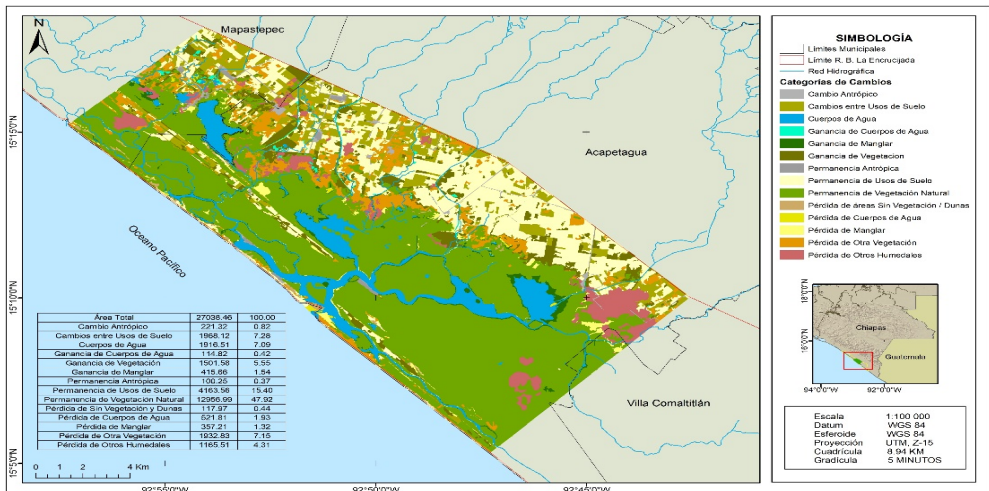 N
Mapastepec
Acapetagua
Océano Pacífico
Villa Comaltitlán
15°15'0"N
15°10'0"N
15°5'0"N
92°55'0"W
92°50'0"W
92°45'0"W
Área Total 27038.46 100.00
Cambio Antrópico 221.32 0.82
Cambios entre Usos de Suelo 1968.12 7.28
Cuerpos de Agua 1916.51 7.09
Ganancia de Cuerpos de Agua 114.82 0.42
Ganancia de Vegetación 1501.58 5.55
Ganancia de Manglar 415.66 1.54
Permanencia Antrópica 100.25 0.37
Permanencia de Usos de Suelo 4163.58 15.40
Permanencia de Vegetación Natural 12956.99 47.92
Pérdida de Sin Vegetación y Dunas 117.97 0.44
Pérdida de Cuerpos de Agua 521.81 1.93
Pérdida de Manglar 357.21 1.32
Pérdida de Otra Vegetación 1932.83 7.15
Pérdida de Otros Humedales 1165.51 4.31
0 1 2 4 Km
SIMBOLOGÍA
Límites Municipales
Límite R. B. La Encrucijada
Red Hidrográfica
Categorías de Cambios
Cambio Antrópico
Cambios entre Usos de Suelo
Cuerpos de Agua
Ganancia de Cuerpos de Agua
Ganancia de Manglar
Ganancia de Vegetacion
Permanencia Antrópica
Permanencia de Usos de Suelo
Permanencia de Vegetación Natural
Pérdida de áreas Sin Vegetación / Dunas
Pérdida de Cuerpos de Agua
Pérdida de Manglar
Pérdida de Otra Vegetación
Pérdida de Otros Humedales
Chiapas
Guatemala
94°0'0"W 92°0'0"W
Escala 1:100 000
Datum WGS 84
Esferoide WGS 84
Proyección UTM, Z-15
Cuadrícula 8.94 KM
Gradícula 5 MINUTOS